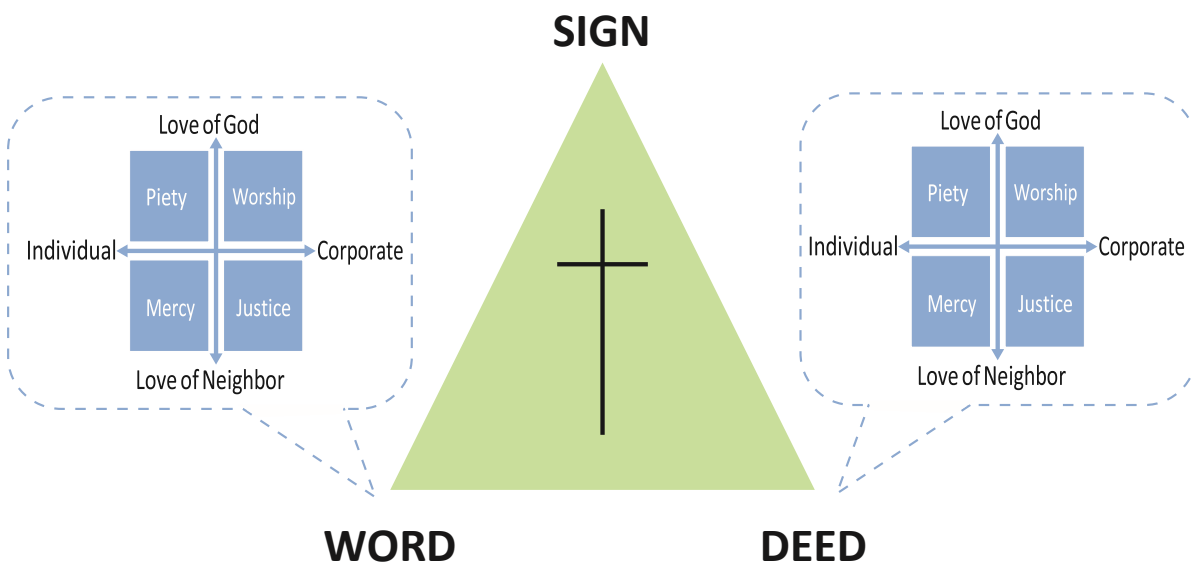 SIGN
Love of God
Piety Worship
Individual Corporate
Mercy Justice
Love of Neighbor
Love of God
Piety Worship
Individual Corporate
Mercy Justice
Love of Neighbor
WORD DEED